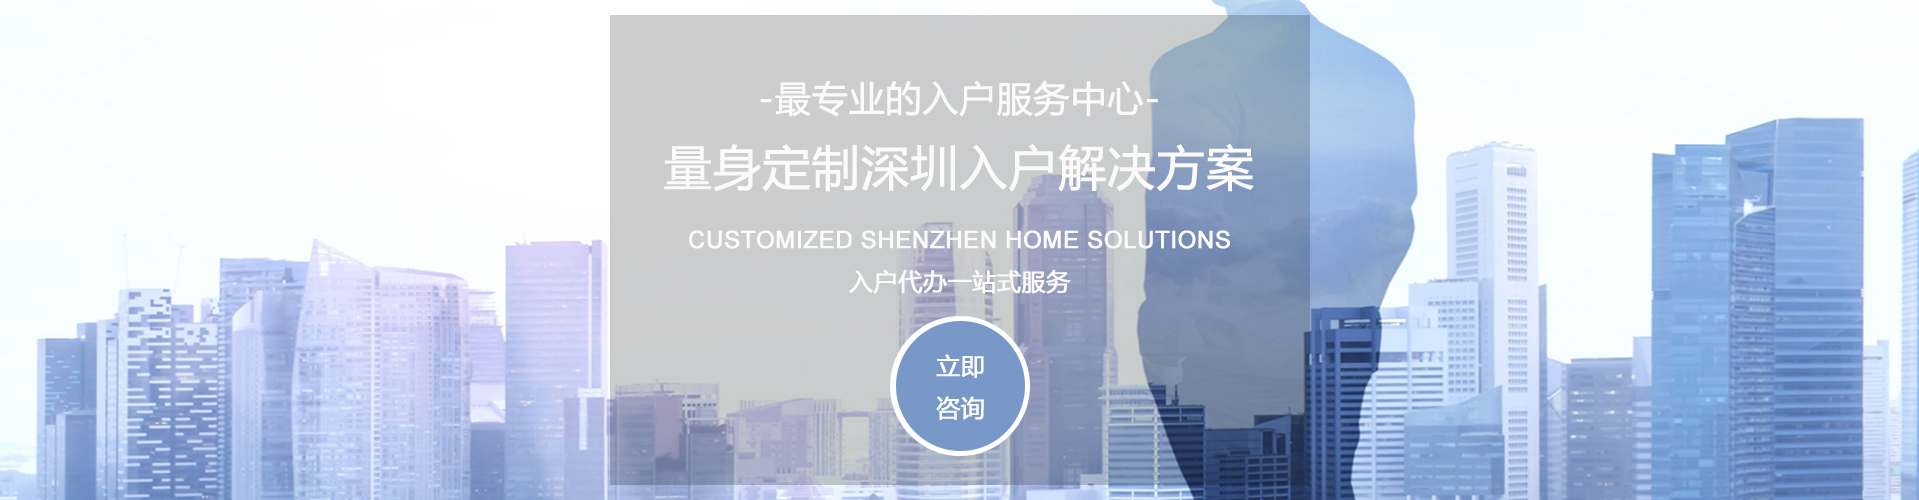 -最专业的入户服务中心-
量身定制深圳入户解决方案
CUSTOMIZED SHENZHEN HOME SOLUTIONS
入户代办一站式服务
立即
咨询